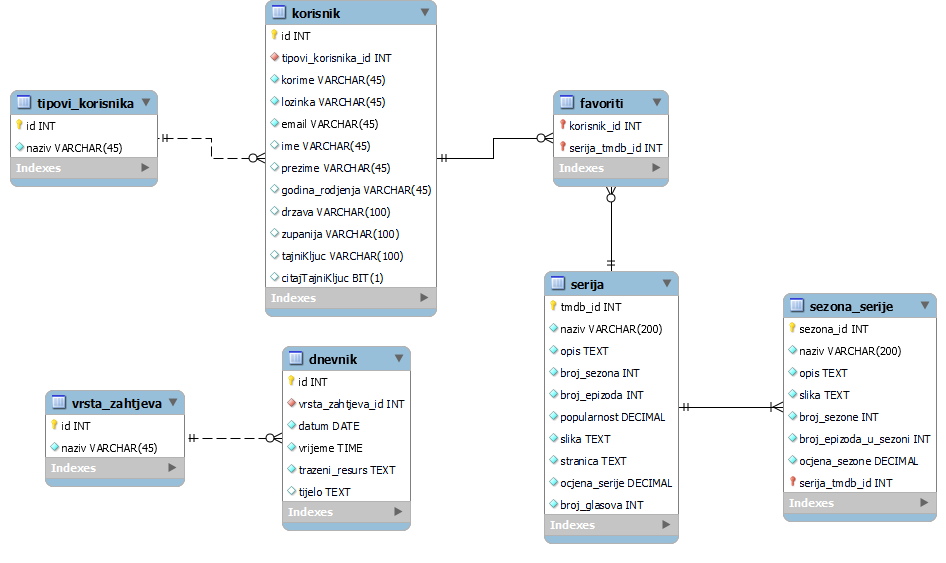 korisnik
id INT
tipovi_korisnika_id INT
korime VARCHAR(45)
lozinka VARCHAR(45)
email VARCHAR(45)
ime VARCHAR(45)
prezime VARCHAR(45)
godina_rodjenja VARCHAR(45)
drzava VARCHAR(100)
zupanija VARCHAR(100)
tajniKljuc VARCHAR(100)
citajTajniKljuc BIT(1)
Indexes
tipovi_korisnika
id INT
naziv VARCHAR(45)
Indexes
favoriti
korisnik_id INT
serija_tmdb_id INT
Indexes
serija
tmdb_id INT
naziv VARCHAR(200)
opis TEXT
broj_sezona INT
broj_epizoda INT
popularnost DECIMAL
slika TEXT
stranica TEXT
ocjena_serije DECIMAL
broj_glasova INT
Indexes
sezona_serije
sezona_id INT
naziv VARCHAR(200)
opis TEXT
slika TEXT
broj_sezone INT
broj_epizoda_u_sezoni INT
ocjena_sezone DECIMAL
serija_tmdb_id INT
Indexes
dnevnik
id INT
vrsta_zahtjeva_id INT
datum DATE
vrijeme TIME
trazeni_resurs TEXT
tijelo TEXT
Indexes
vrsta_zahtjeva
id INT
naziv VARCHAR(45)
Indexes